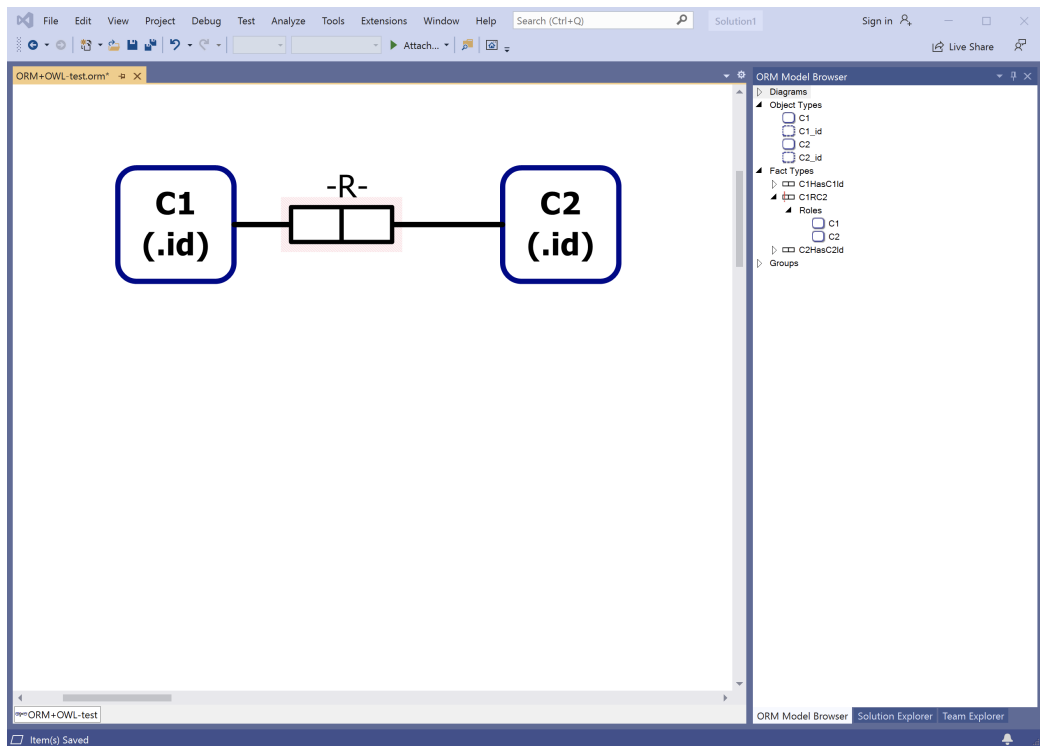 File Edit View Project Debug Test Analyze Tools Extensions Window Help Search (Ctrl+Q) Solution1 Sign in
Attach... Live Share
ORM+OWL-test.orm*
C1
(.id)
-R-
C2
(.id)
ORM+OWL-test
ORM Model Browser
Diagrams
Object Types
C1
C1_id
C2
C2_id
Fact Types
C1HasC1Id
C1RC2
Roles
C1
C2
C2HasC2Id
Groups
ORM Model Browser Solution Explorer Team Explorer
Item(s) Saved